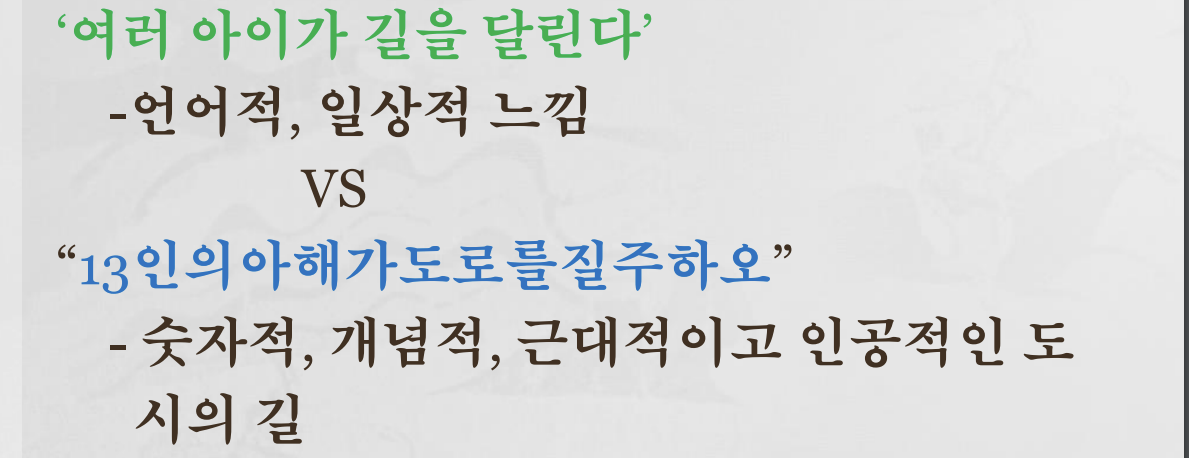 ‘여러 아이가 길을 달린다’
-언어적, 일상적 느낌
VS
“13인의아해가도로를질주하오”
- 숫자적, 개념적, 근대적이고 인공적인 도
시의 길